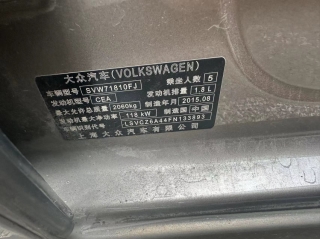 大众汽车(VOLKSWAGEN) 乘坐人数 5
车辆型号 SVW71810FJ 发动机排量 1.8 L
发动机型号 CEA 制造年月 2015.08
最大允许总质量 2060kg 制造国 中国
发动机最大净功率 118 kW
LSVCZ6A44FN133893
上海大众汽车有限公司